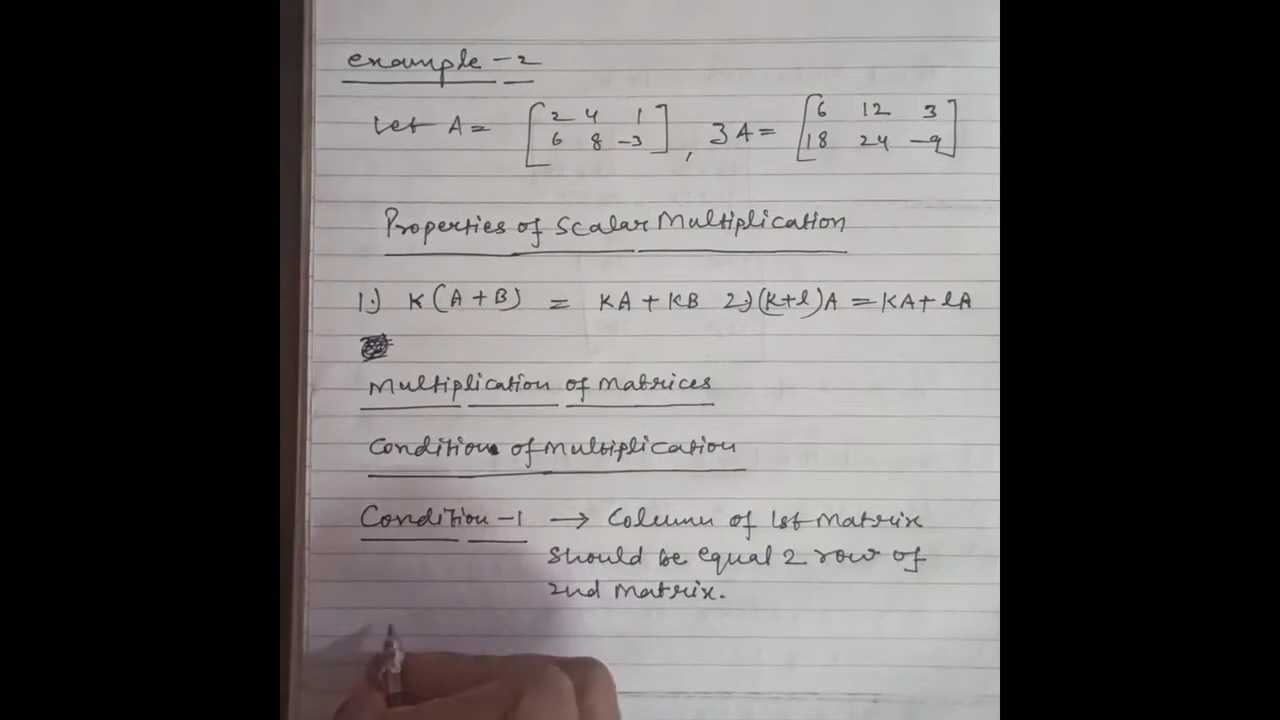 example - 2
Let A = [2 4 1
6 8 -3], 3A = [6 12 3
18 24 -9]
Properties of Scalar Multiplication
1.) K(A+B) = KA + KB 2.) (K+l)A = KA + lA
Multiplication of Matrices
Condition of Multiplication
Condition - 1 → Column of 1st Matrix
should be equal 2 row of
2nd Matrix.